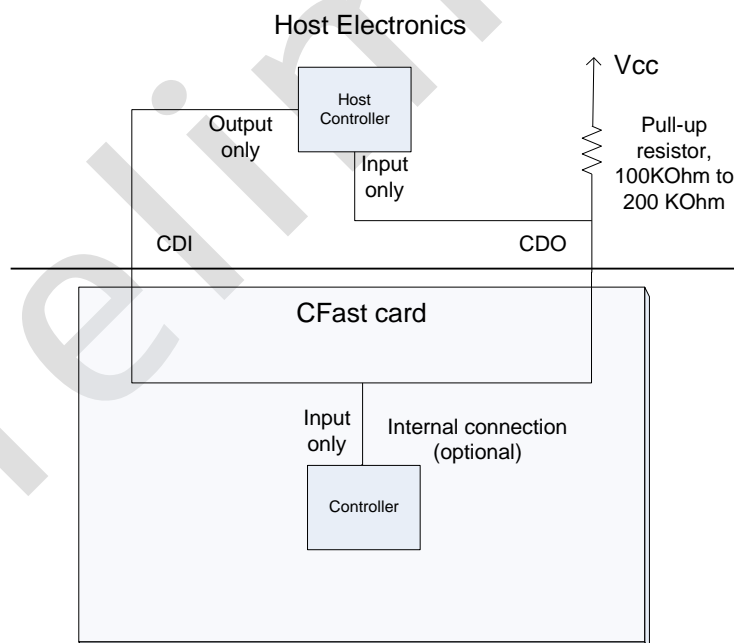 Host Electronics
Vcc
Host
Controller
Output
only
Input
only
Pull-up
resistor,
100KOhm to
200 KOhm
CDI
CDO
CFast card
Input
only
Internal connection
(optional)
Controller